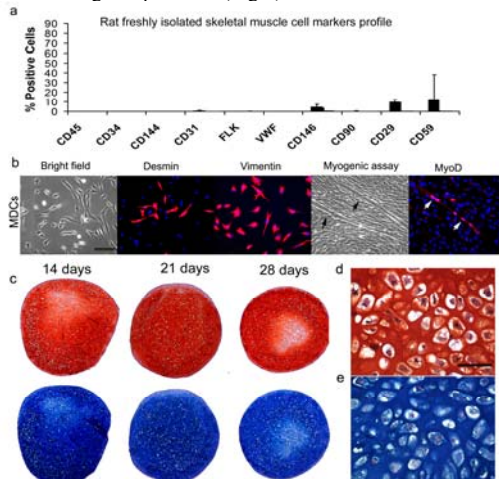 a
Rat freshly isolated skeletal muscle cell markers profile
% Positive Cells
90
80
70
60
50
40
30
20
10
0
CD45
CD34
CD144
CD31
FLK
VWF
CD146
CD90
CD29
CD59
b
Bright field Desmin Vimentin Myogenic assay MyoD
MDCs
c
14 days 21 days 28 days
d
e